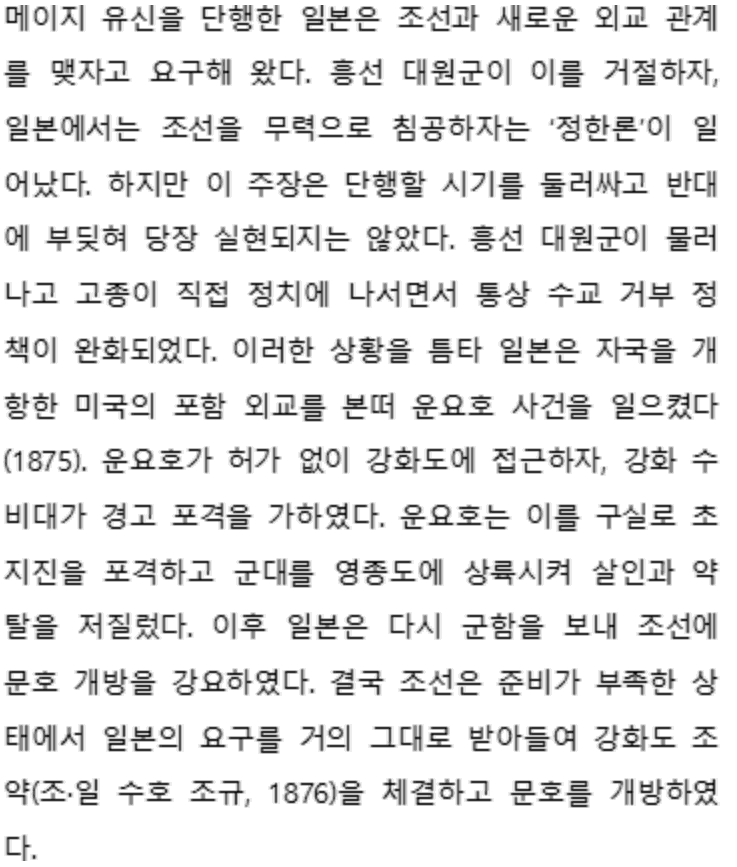 메이지 유신을 단행한 일본은 조선과 새로운 외교 관계
를 맺자고 요구해 왔다. 흥선 대원군이 이를 거절하자,
일본에서는 조선을 무력으로 침공하자는 ‘정한론’이 일
어났다. 하지만 이 주장은 단행할 시기를 둘러싸고 반대
에 부딪혀 당장 실현되지는 않았다. 흥선 대원군이 물러
나고 고종이 직접 정치에 나서면서 통상 수교 거부 정
책이 완화되었다. 이러한 상황을 틈타 일본은 자국을 개
항한 미국의 포함 외교를 본떠 운요호 사건을 일으켰다
(1875). 운요호가 허가 없이 강화도에 접근하자, 강화 수
비대가 경고 포격을 가하였다. 운요호는 이를 구실로 초
지진을 포격하고 군대를 영종도에 상륙시켜 살인과 약
탈을 저질렀다. 이후 일본은 다시 군함을 보내 조선에
문호 개방을 강요하였다. 결국 조선은 준비가 부족한 상
태에서 일본의 요구를 거의 그대로 받아들여 강화도 조
약(조·일 수호 조규, 1876)을 체결하고 문호를 개방하였
다.